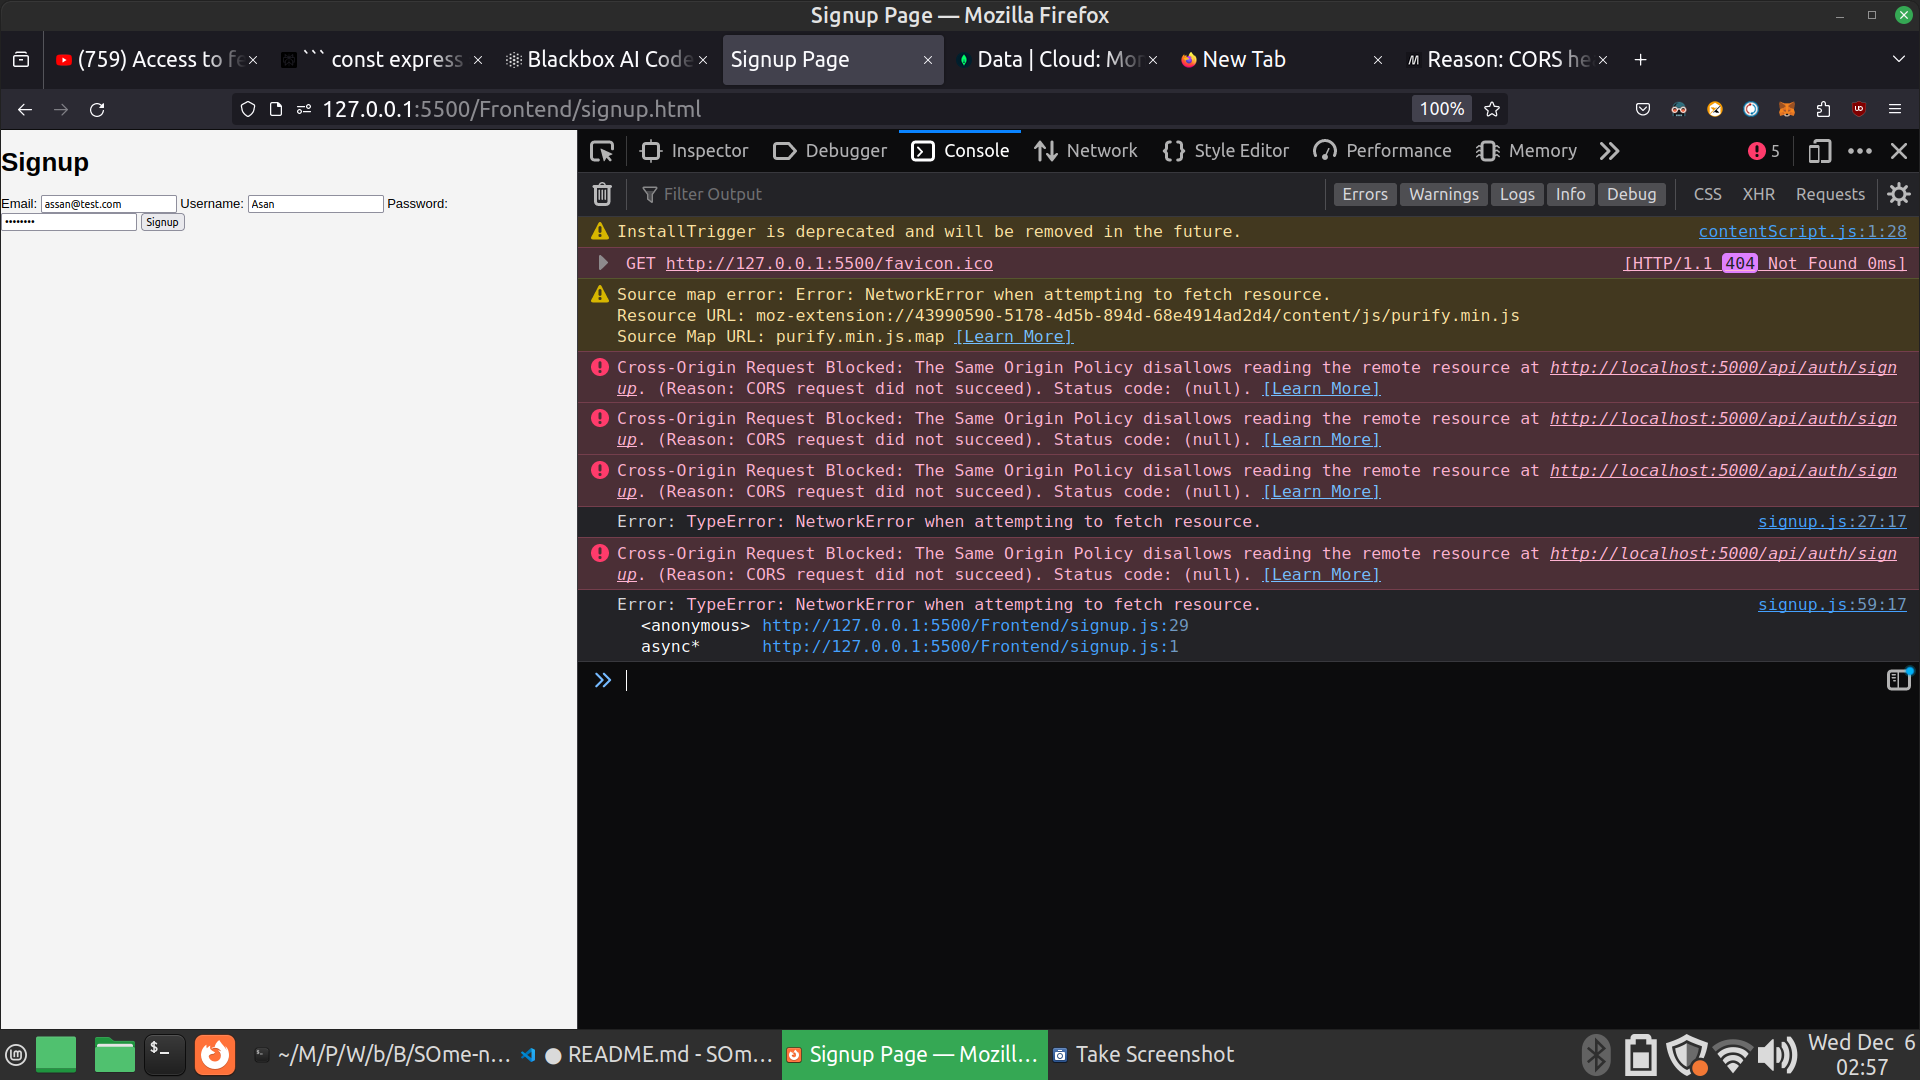 Signup Page — Mozilla Firefox
(759) Access to fe
``` const express
Blackbox AI Code
Signup Page
Data | Cloud: Mon
New Tab
Reason: CORS he
127.0.0.1:5500/Frontend/signup.html
100%
Signup
Email: assan@test.com Username: Asan Password:
•••••••• Signup
Inspector Debugger Console Network Style Editor Performance Memory 5
Filter Output Errors Warnings Logs Info Debug CSS XHR Requests
InstallTrigger is deprecated and will be removed in the future. contentScript.js:1:28
GET http://127.0.0.1:5500/favicon.ico [HTTP/1.1 404 Not Found 0ms]
Source map error: Error: NetworkError when attempting to fetch resource.
Resource URL: moz-extension://43990590-5178-4d5b-894d-68e4914ad2d4/content/js/purify.min.js
Source Map URL: purify.min.js.map [Learn More]
Cross-Origin Request Blocked: The Same Origin Policy disallows reading the remote resource at http://localhost:5000/api/auth/sign
up. (Reason: CORS request did not succeed). Status code: (null). [Learn More]
Cross-Origin Request Blocked: The Same Origin Policy disallows reading the remote resource at http://localhost:5000/api/auth/sign
up. (Reason: CORS request did not succeed). Status code: (null). [Learn More]
Cross-Origin Request Blocked: The Same Origin Policy disallows reading the remote resource at http://localhost:5000/api/auth/sign
up. (Reason: CORS request did not succeed). Status code: (null). [Learn More]
Error: TypeError: NetworkError when attempting to fetch resource. signup.js:27:17
Cross-Origin Request Blocked: The Same Origin Policy disallows reading the remote resource at http://localhost:5000/api/auth/sign
up. (Reason: CORS request did not succeed). Status code: (null). [Learn More]
Error: TypeError: NetworkError when attempting to fetch resource. signup.js:59:17
<anonymous> http://127.0.0.1:5500/Frontend/signup.js:29
async* http://127.0.0.1:5500/Frontend/signup.js:1
~/M/P/W/b/B/SOme-n...
README.md - SOm...
Signup Page — Mozill...
Take Screenshot
Wed Dec 6
02:57